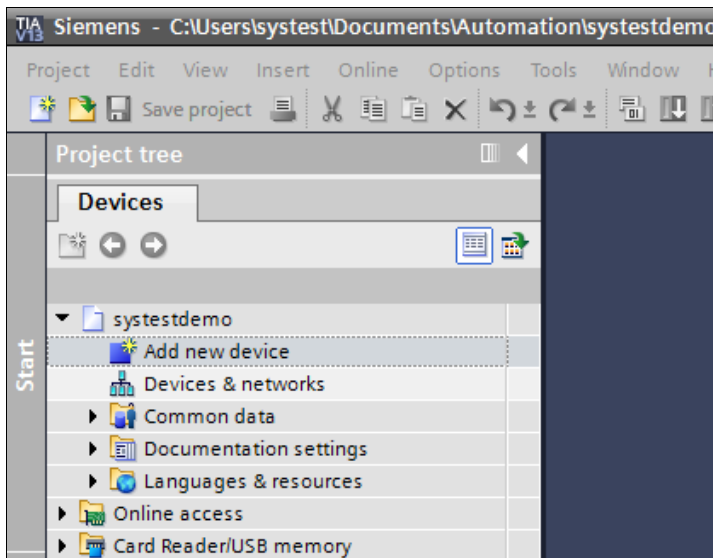 TIA V13 Siemens - C:\Users\systest\Documents\Automation\systestdemo
Project Edit View Insert Online Options Tools Window
Save project
Project tree
Devices
systestdemo
Add new device
Devices & networks
Common data
Documentation settings
Languages & resources
Online access
Card Reader/USB memory
Start